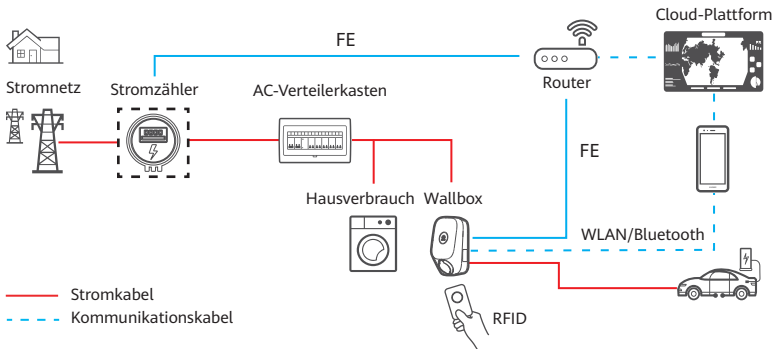 Cloud-Plattform
FE
Stromnetz
Stromzähler
AC-Verteilerkasten
Router
FE
Hausverbrauch
Wallbox
WLAN/Bluetooth
Stromkabel
Kommunikationskabel
RFID